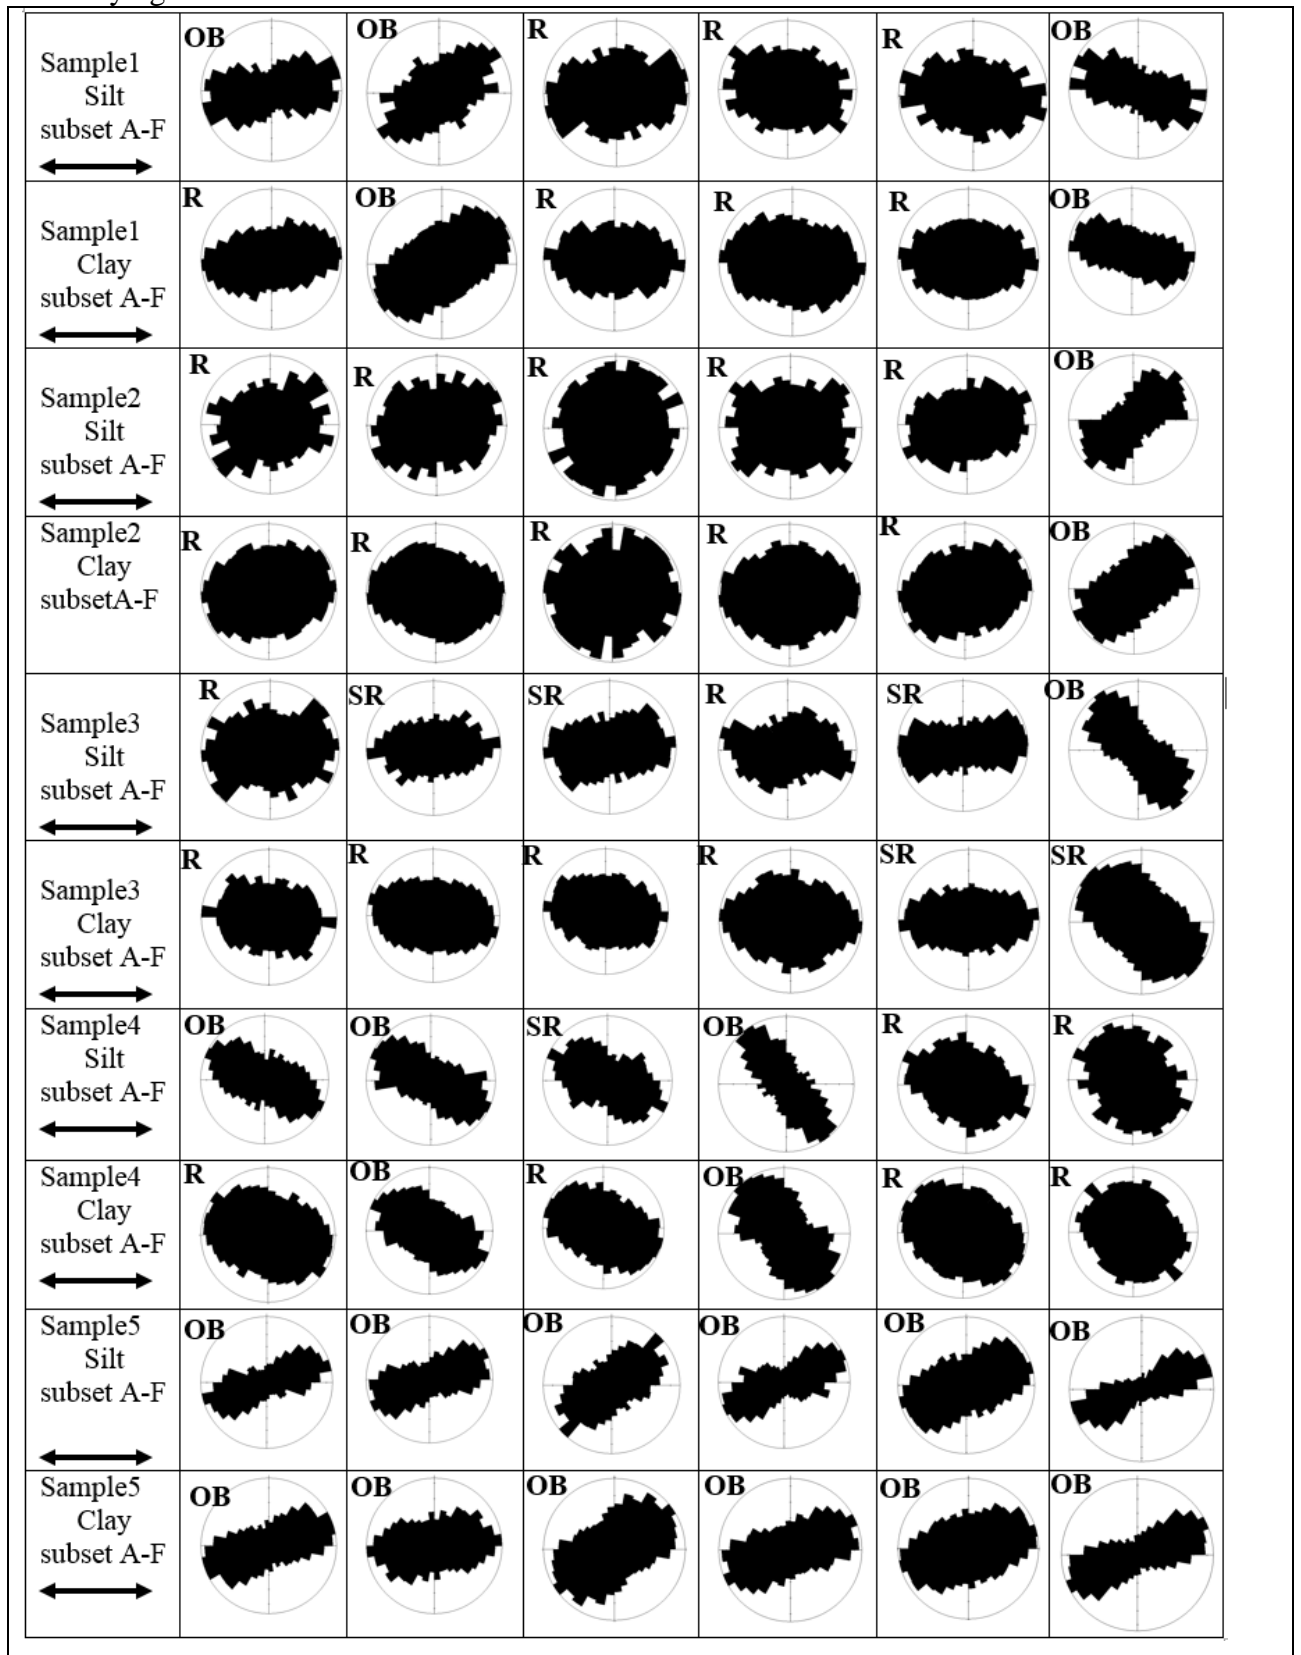 OB OB R R R OB
Sample1
Silt
subset A-F
R OB R R R OB
Sample1
Clay
subset A-F
R R R R R OB
Sample2
Silt
subset A-F
R R R R R OB
Sample2
Clay
subsetA-F
R SR SR R SR OB
Sample3
Silt
subset A-F
R R R R SR SR
Sample3
Clay
subset A-F
OB OB SR OB R R
Sample4
Silt
subset A-F
R OB R OB R R
Sample4
Clay
subset A-F
OB OB OB OB OB OB
Sample5
Silt
subset A-F
OB OB OB OB OB OB
Sample5
Clay
subset A-F